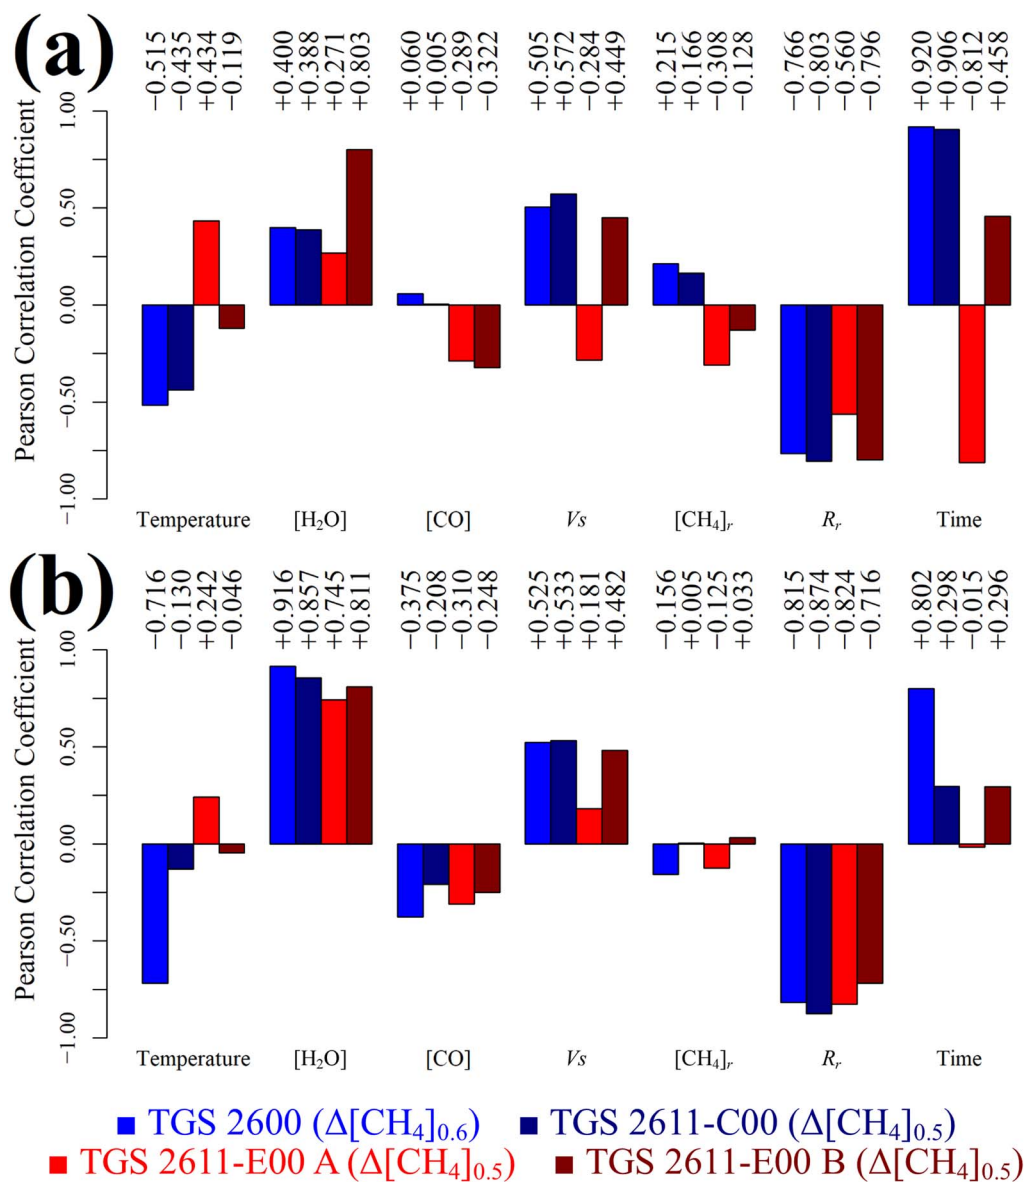 (a)
−0.515 −0.435 +0.434 −0.119 +0.400 +0.388 +0.271 +0.803 +0.060 +0.005 −0.289 −0.322 +0.505 +0.572 −0.284 +0.449 +0.215 +0.166 −0.308 −0.128 −0.766 −0.803 −0.560 −0.796 +0.920 +0.906 −0.812 +0.458
Pearson Correlation Coefficient
1.00
0.50
0.00
−0.50
−1.00
Temperature [H₂O] [CO] Vs [CH₄]ᵣ Rᵣ Time
(b)
−0.716 −0.130 +0.242 −0.046 +0.916 +0.857 +0.745 +0.811 −0.375 −0.208 −0.310 −0.248 +0.525 +0.533 +0.181 +0.482 −0.156 +0.005 −0.125 +0.033 −0.815 −0.874 −0.824 −0.716 +0.802 +0.298 −0.015 +0.296
Pearson Correlation Coefficient
1.00
0.50
0.00
−0.50
−1.00
Temperature [H₂O] [CO] Vs [CH₄]ᵣ Rᵣ Time
TGS 2600 (Δ[CH₄]₀.₆) TGS 2611-C00 (Δ[CH₄]₀.₅)
TGS 2611-E00 A (Δ[CH₄]₀.₅) TGS 2611-E00 B (Δ[CH₄]₀.₅)